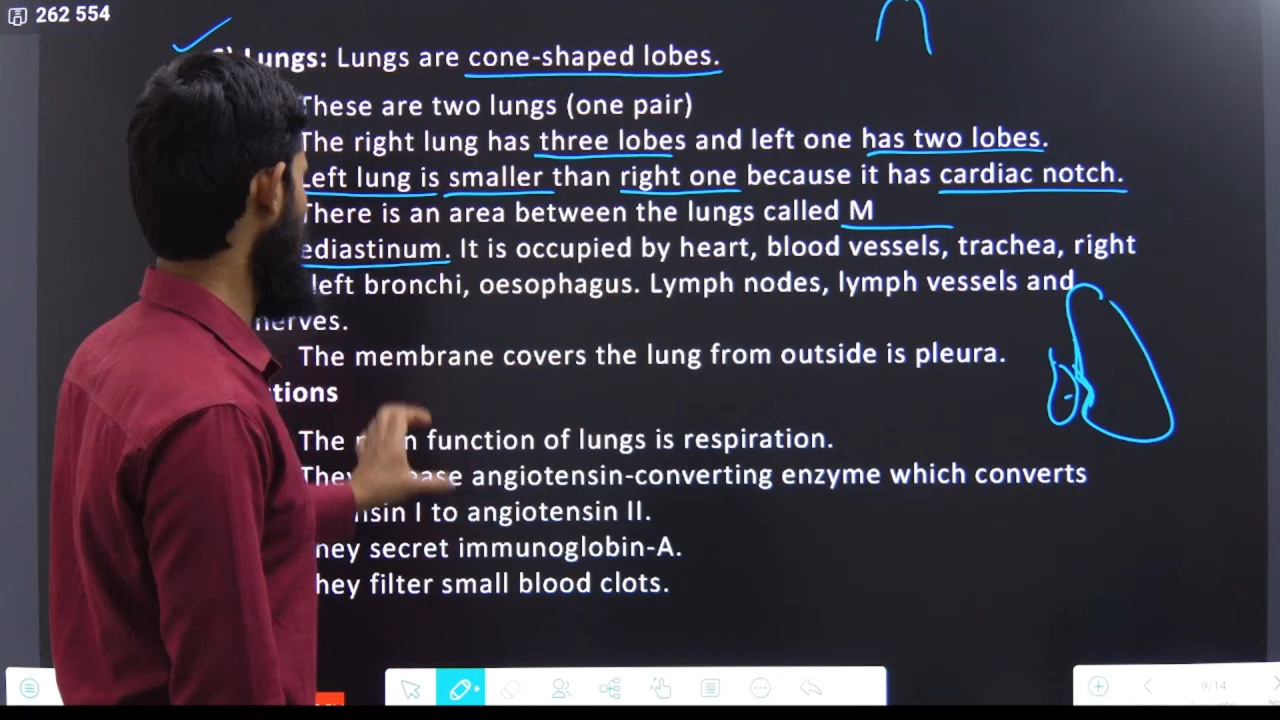 262 554
Lungs: Lungs are cone-shaped lobes.
These are two lungs (one pair)
The right lung has three lobes and left one has two lobes.
Left lung is smaller than right one because it has cardiac notch.
There is an area between the lungs called M
ediastinum. It is occupied by heart, blood vessels, trachea, right
left bronchi, oesophagus. Lymph nodes, lymph vessels and
nerves.
The membrane covers the lung from outside is pleura.
tions
The function of lungs is respiration.
They angiotensin-converting enzyme which converts
nsin I to angiotensin II.
hey secret immunoglobin-A.
hey filter small blood clots.
9/14